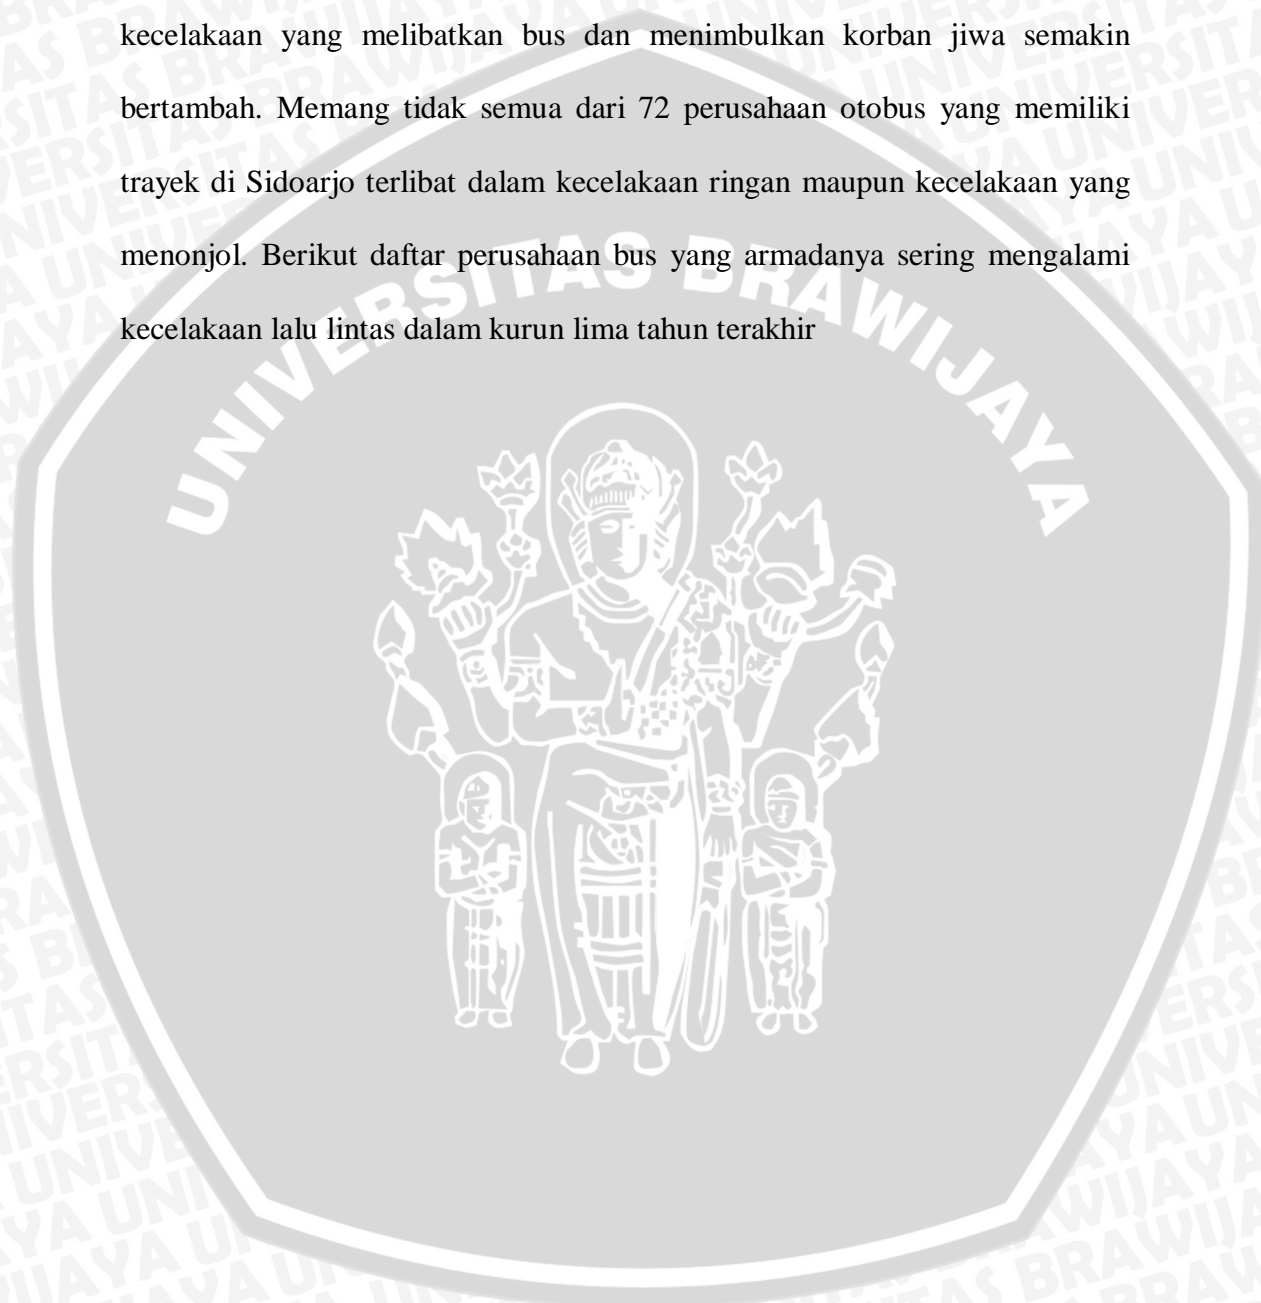 kecelakaan yang melibatkan bus dan menimbulkan korban jiwa semakin
bertambah. Memang tidak semua dari 72 perusahaan otobus yang memiliki
trayek di Sidoarjo terlibat dalam kecelakaan ringan maupun kecelakaan yang
menonjol. Berikut daftar perusahaan bus yang armadanya sering mengalami
kecelakaan lalu lintas dalam kurun lima tahun terakhir
UNIVERSITAS BRAWIJAYA